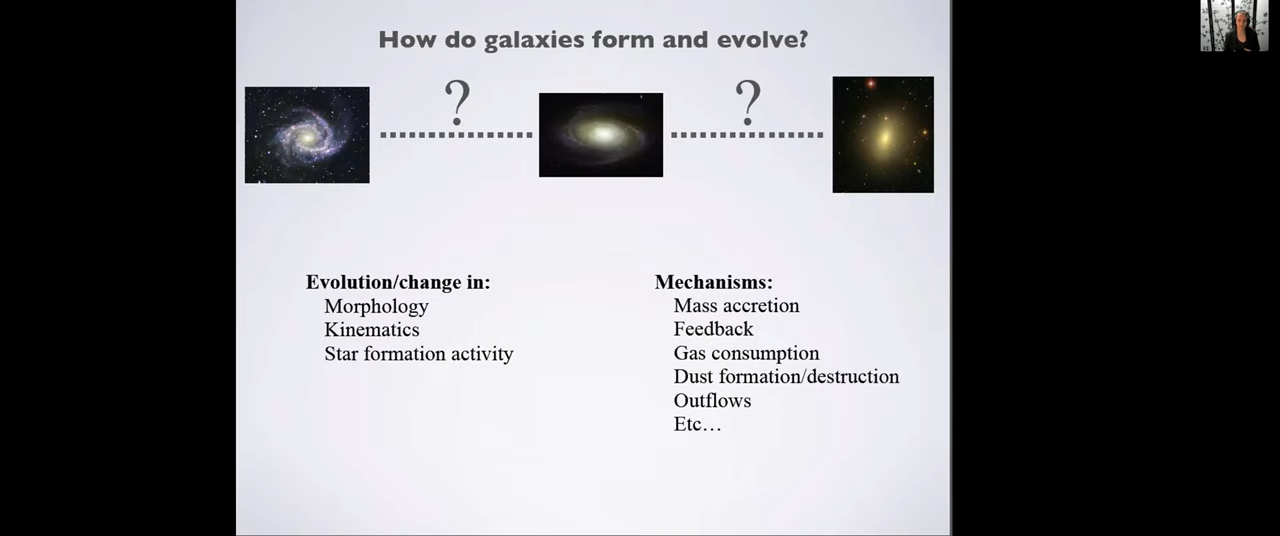 How do galaxies form and evolve?
? ?
Evolution/change in:
Morphology
Kinematics
Star formation activity
Mechanisms:
Mass accretion
Feedback
Gas consumption
Dust formation/destruction
Outflows
Etc…